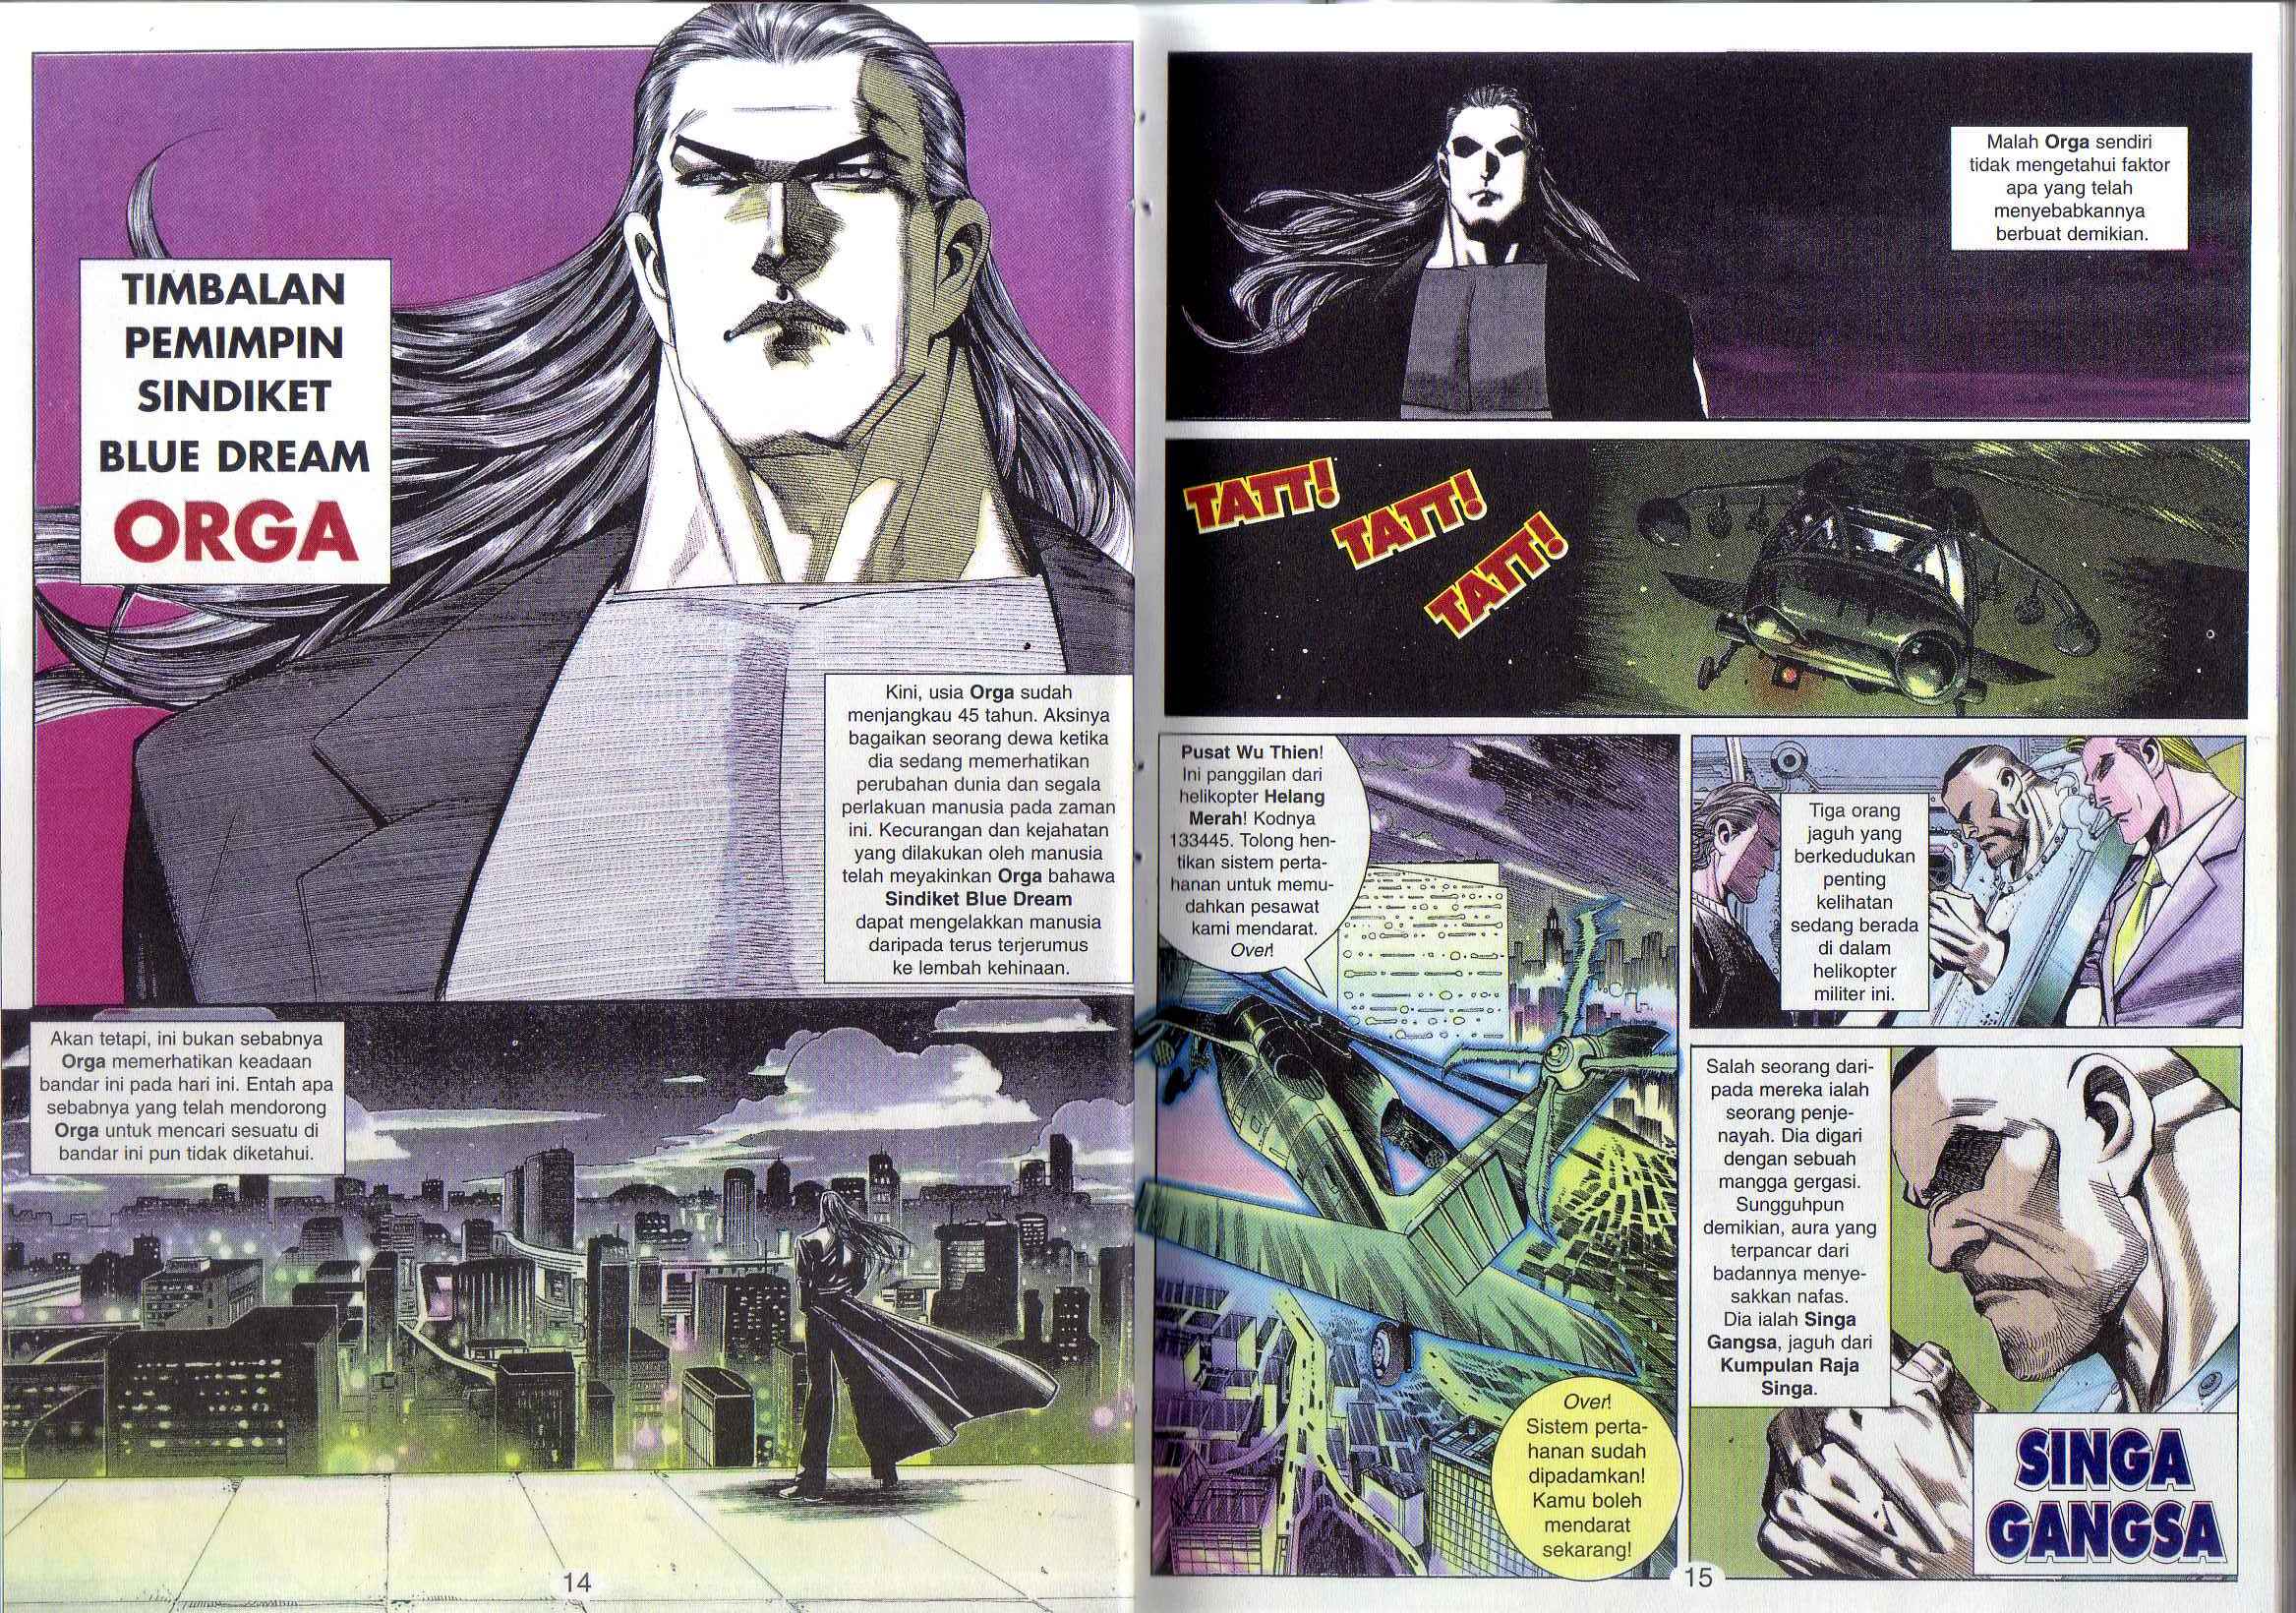 TIMBALAN
PEMIMPIN
SINDIKET
BLUE DREAM
ORGA
Kini, usia Orga sudah
menjangkau 45 tahun. Aksinya
bagaikan seorang dewa ketika
dia sedang memerhatikan
perubahan dunia dan segala
perlakuan manusia pada zaman
ini. Kecurangan dan kejahatan
yang dilakukan oleh manusia
telah meyakinkan Orga bahawa
Sindiket Blue Dream
dapat mengelakkan manusia
daripada terus terjerumus
ke lembah kehinaan.
Akan tetapi, ini bukan sebabnya
Orga memerhatikan keadaan
bandar ini pada hari ini. Entah apa
sebabnya yang telah mendorong
Orga untuk mencari sesuatu di
bandar ini pun tidak diketahui.
14
Malah Orga sendiri
tidak mengetahui faktor
apa yang telah
menyebabkannya
berbuat demikian.
TATT!
TATT!
TATT!
Pusat Wu Thien!
Ini panggilan dari
helikopter Helang
Merah! Kodnya
133445. Tolong hen-
tikan sistem perta-
hanan untuk memu-
dahkan pesawat
kami mendarat.
Over!
Over!
Sistem perta-
hanan sudah
dipadamkan!
Kamu boleh
mendarat
sekarang!
Tiga orang
jaguh yang
berkedudukan
penting
kelihatan
sedang berada
di dalam
helikopter
militer ini.
Salah seorang dari-
pada mereka ialah
seorang penje-
nayah. Dia digari
dengan sebuah
mangga gergasi.
Sungguhpun
demikian, aura yang
terpancar dari
badannya menye-
sakkan nafas.
Dia ialah Singa
Gangsa, jaguh dari
Kumpulan Raja
Singa.
SINGA
GANGSA
15